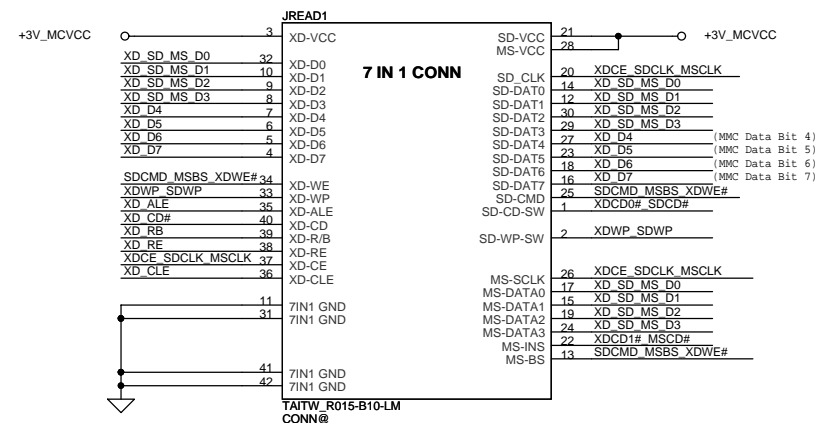 JREAD1
+3V_MCVCC 3 XD-VCC SD-VCC 21 +3V_MCVCC
MS-VCC 28
7 IN 1 CONN
XD_SD_MS_D0 32 XD-D0
XD_SD_MS_D1 10 XD-D1
XD_SD_MS_D2 9 XD-D2
XD_SD_MS_D3 8 XD-D3
XD_D4 7 XD-D4
XD_D5 6 XD-D5
XD_D6 5 XD-D6
XD_D7 4 XD-D7
SDCMD_MSBS_XDWE# 34 XD-WE
XDWP_SDWP 33 XD-WP
XD_ALE 35 XD-ALE
XD_CD# 40 XD-CD
XD_RB 39 XD-R/B
XD_RE 38 XD-RE
XDCE_SDCLK_MSCLK 37 XD-CE
XD_CLE 36 XD-CLE
11 7IN1 GND
31 7IN1 GND
41 7IN1 GND
42 7IN1 GND
SD_CLK 20 XDCE_SDCLK_MSCLK
SD-DAT0 14 XD_SD_MS_D0
SD-DAT1 12 XD_SD_MS_D1
SD-DAT2 30 XD_SD_MS_D2
SD-DAT3 29 XD_SD_MS_D3
SD-DAT4 27 XD_D4 (MMC Data Bit 4)
SD-DAT5 23 XD_D5 (MMC Data Bit 5)
SD-DAT6 18 XD_D6 (MMC Data Bit 6)
SD-DAT7 16 XD_D7 (MMC Data Bit 7)
SD-CMD 25 SDCMD_MSBS_XDWE#
SD-CD-SW 1 XDCD0#_SDCD#
SD-WP-SW 2 XDWP_SDWP
MS-SCLK 26 XDCE_SDCLK_MSCLK
MS-DATA0 17 XD_SD_MS_D0
MS-DATA1 15 XD_SD_MS_D1
MS-DATA2 19 XD_SD_MS_D2
MS-DATA3 24 XD_SD_MS_D3
MS-INS 22 XDCD1#_MSCD#
MS-BS 13 SDCMD_MSBS_XDWE#
TAITW_R015-B10-LM
CONN@